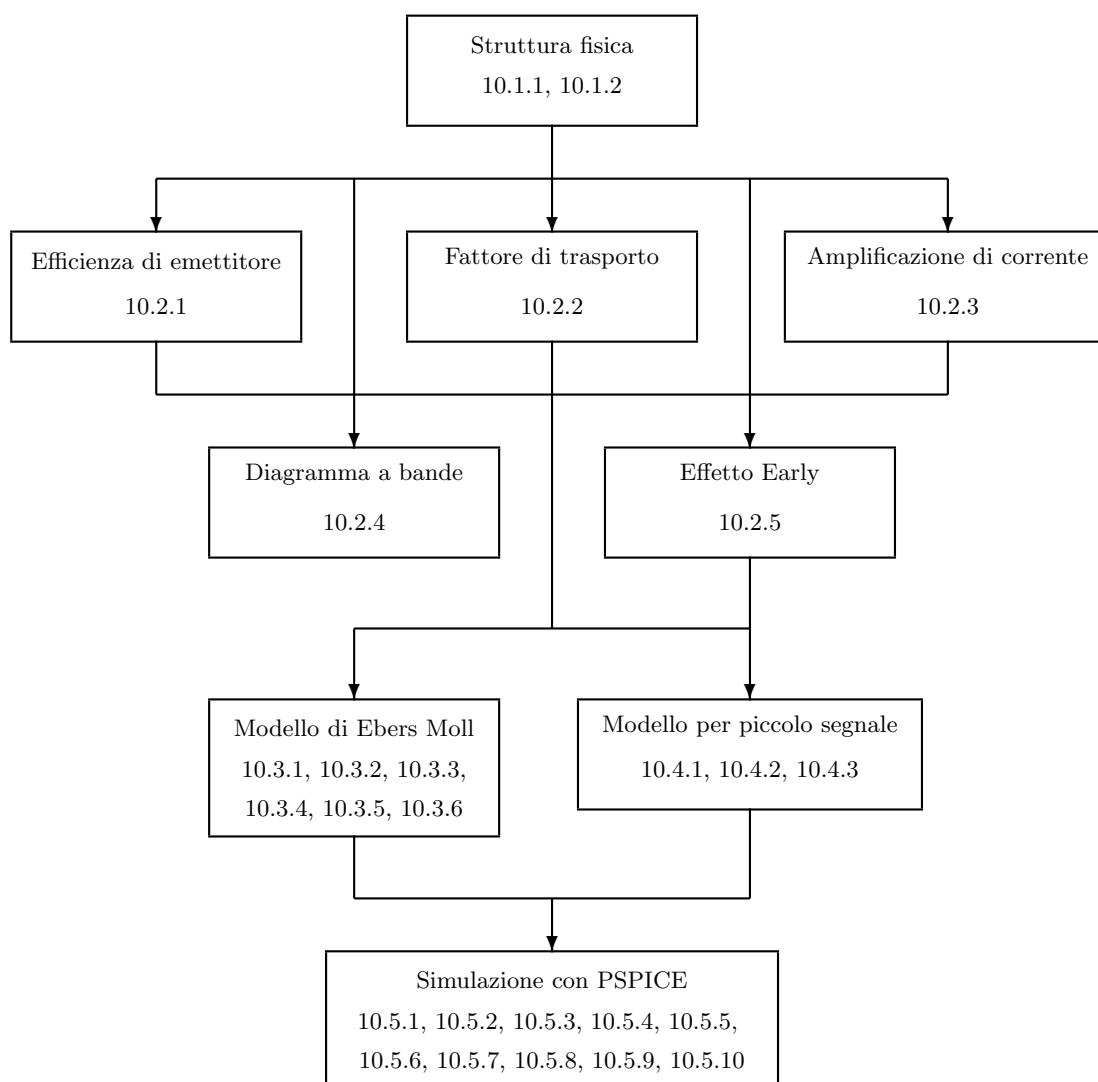 Struttura fisica
10.1.1, 10.1.2
Efficienza di emettitore
10.2.1
Fattore di trasporto
10.2.2
Amplificazione di corrente
10.2.3
Diagramma a bande
10.2.4
Effetto Early
10.2.5
Modello di Ebers Moll
10.3.1, 10.3.2, 10.3.3,
10.3.4, 10.3.5, 10.3.6
Modello per piccolo segnale
10.4.1, 10.4.2, 10.4.3
Simulazione con PSPICE
10.5.1, 10.5.2, 10.5.3, 10.5.4, 10.5.5,
10.5.6, 10.5.7, 10.5.8, 10.5.9, 10.5.10